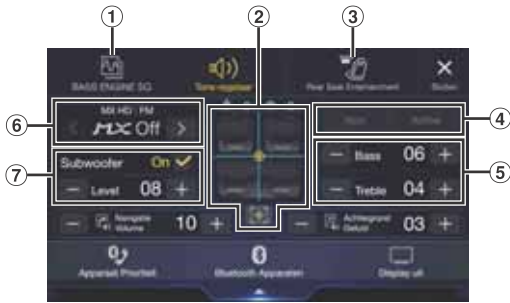 ① ② ③
BASS ENGINE SQ
Rear Seat Entertainment
Sluiten
MX HD FM
MX Off
④
⑤
⑥
⑦
Subwoofer On
− Level 08 +
− Bass 06 +
− Treble 04 +
− Navigatie Volume 10 +
− Achtergrond Geluid 03 +
Apparaat Prioriteit
Bluetooth Apparaten
Display uit